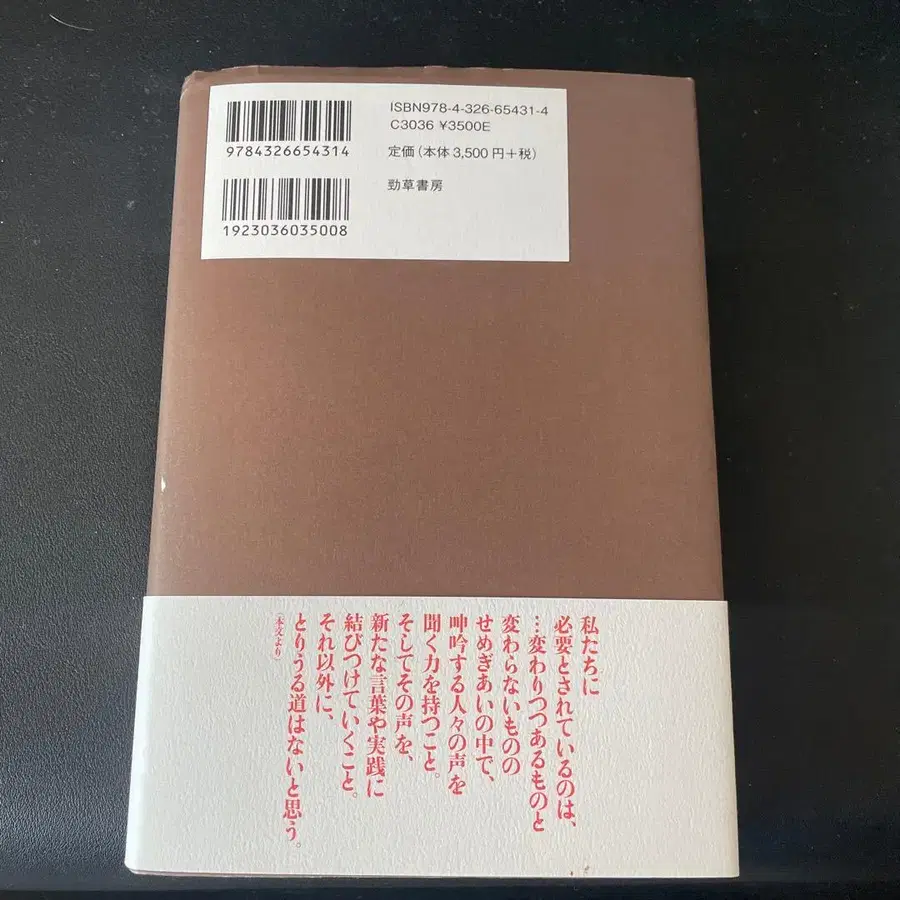 ISBN978-4-326-65431-4
C3036 ¥3500E
9784326654314
定価(本体3,500円+税)
1923036035008
勁草書房
私たちに
必要とされているのは、
…変わりつつあるものと
変わらないものの
せめぎあいの中で、
呻吟する人々の声を
聞く力を持つこと。
そしてその声を、
新たな言葉や実践に
結びつけていくこと。
それ以外に、
とりうる道はないと思う。
(本文より)